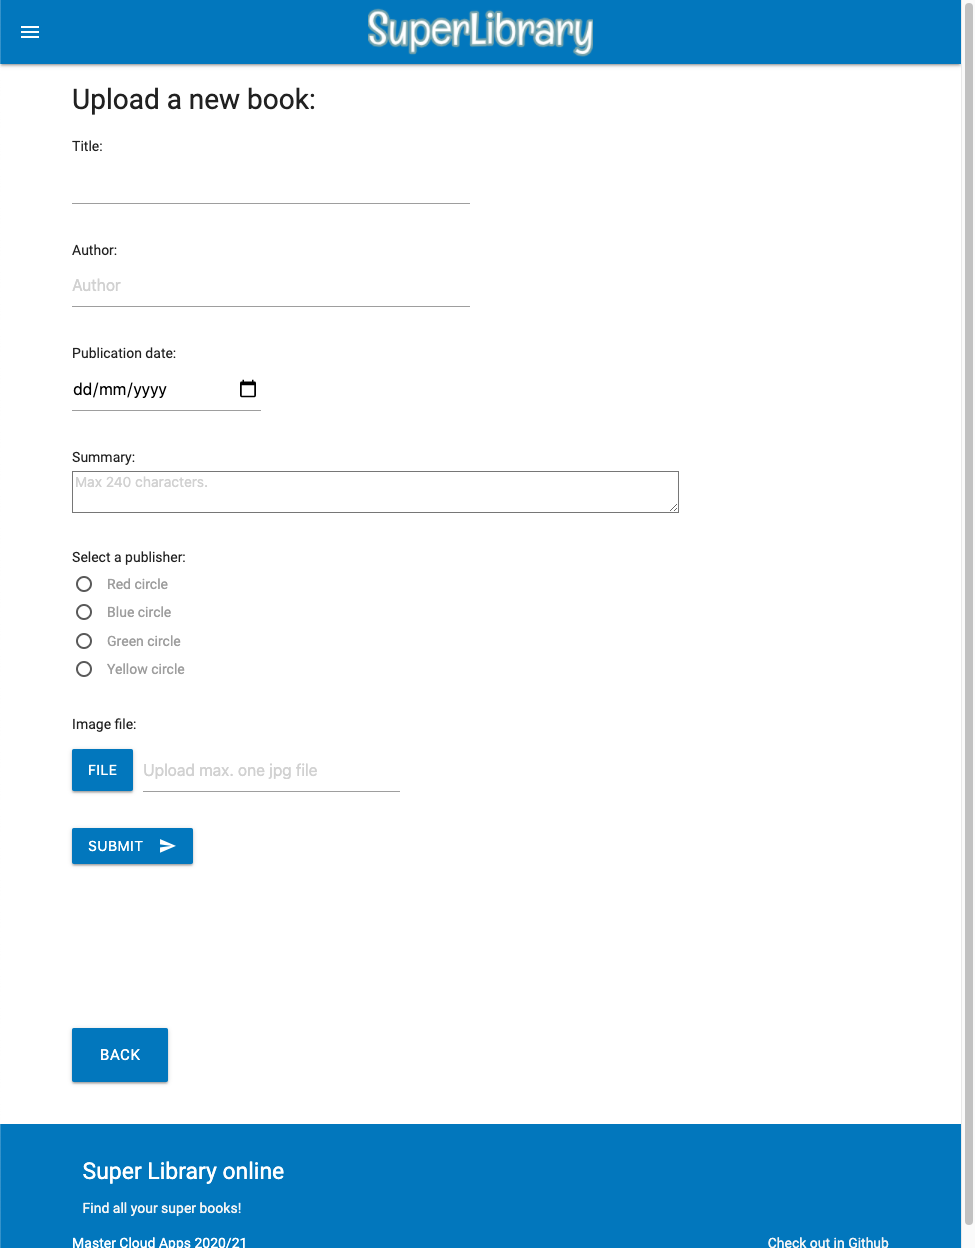 SuperLibrary
Upload a new book:
Title:
Author:
Author
Publication date:
dd/mm/yyyy
Summary:
Max 240 characters.
Select a publisher:
Red circle
Blue circle
Green circle
Yellow circle
Image file:
FILE Upload max. one jpg file
SUBMIT
BACK
Super Library online
Find all your super books!
Master Cloud Apps 2020/21 Check out in Github